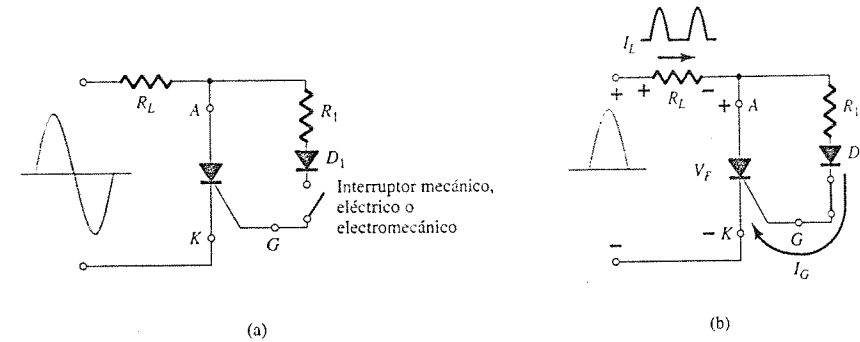 R_L
A
R_1
D_1
Interruptor mecánico,
eléctrico o
electromecánico
K
G
(a)
I_L
+ + R_L −
+ A
R_1
D
V_F
− K
G
−
I_G
(b)